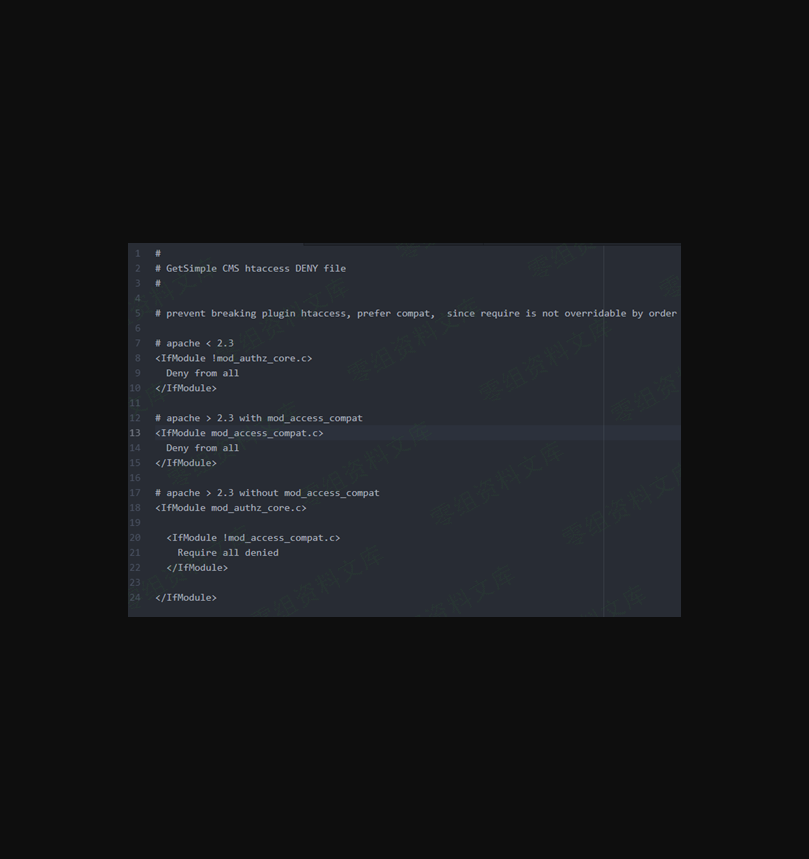 1 #
2 # GetSimple CMS htaccess DENY file
3 #
4
5 # prevent breaking plugin htaccess, prefer compat,  since require is not overridable by order
6
7 # apache < 2.3
8 <IfModule !mod_authz_core.c>
9   Deny from all
10 </IfModule>
11
12 # apache > 2.3 with mod_access_compat
13 <IfModule mod_access_compat.c>
14   Deny from all
15 </IfModule>
16
17 # apache > 2.3 without mod_access_compat
18 <IfModule mod_authz_core.c>
19
20   <IfModule !mod_access_compat.c>
21     Require all denied
22   </IfModule>
23
24 </IfModule>